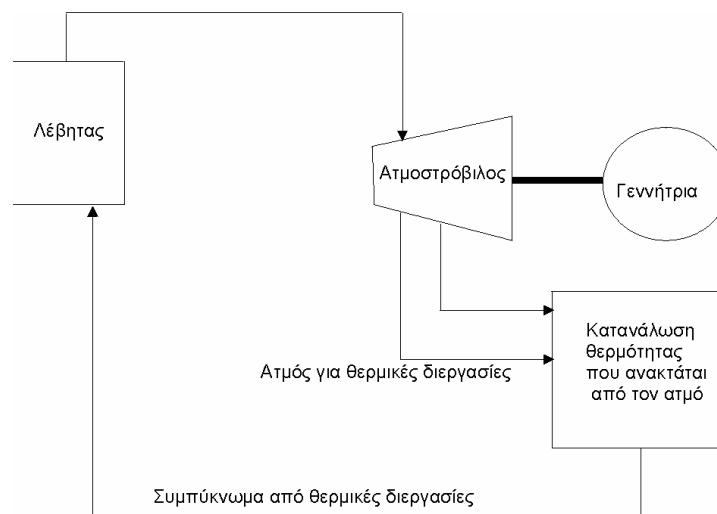 Λέβητας
Ατμοστρόβιλος
Γεννήτρια
Κατανάλωση
θερμότητας
που ανακτάται
από τον ατμό
Ατμός για θερμικές διεργασίες
Συμπύκνωμα από θερμικές διεργασίες